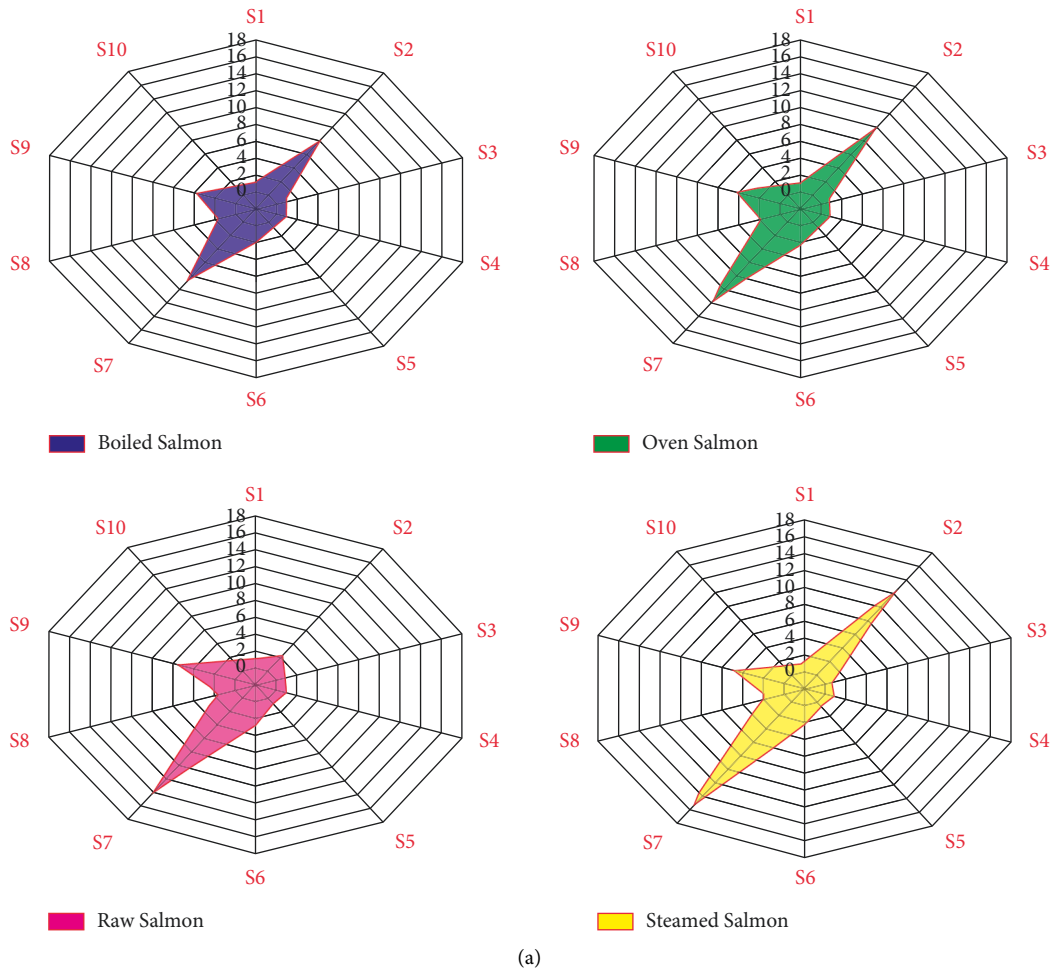 S1
S10
S2
S9
S3
S8
S4
S7
S5
S6
18
16
14
12
10
8
6
4
2
0
Boiled Salmon
S1
S10
S2
S9
S3
S8
S4
S7
S5
S6
18
16
14
12
10
8
6
4
2
0
Oven Salmon
S1
S10
S2
S9
S3
S8
S4
S7
S5
S6
18
16
14
12
10
8
6
4
2
0
Raw Salmon
S1
S10
S2
S9
S3
S8
S4
S7
S5
S6
18
16
14
12
10
8
6
4
2
0
Steamed Salmon
(a)